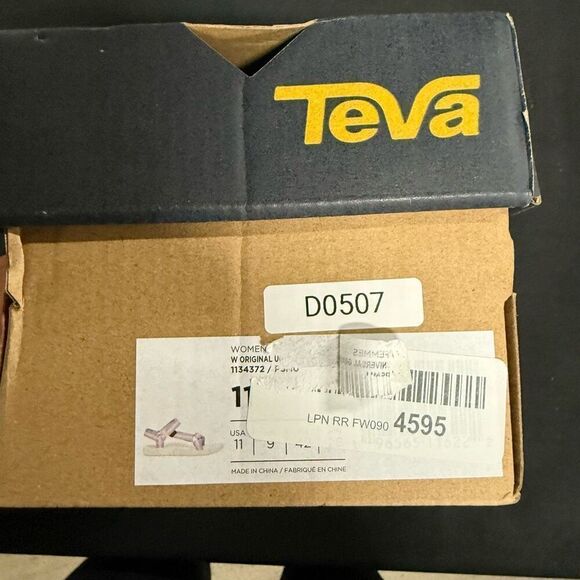 Teva
D0507
WOMEN
W ORIGINAL
1134372 /
FEMMES
11
LPN RR FW090 4595
USA
11 9 42
MADE IN CHINA / FABRIQUÉ EN CHINE